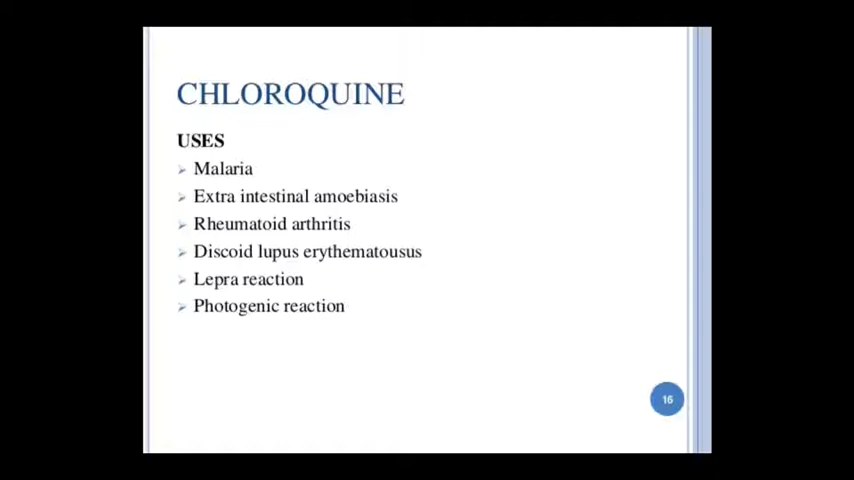 CHLOROQUINE
USES
Malaria
Extra intestinal amoebiasis
Rheumatoid arthritis
Discoid lupus erythematousus
Lepra reaction
Photogenic reaction
16